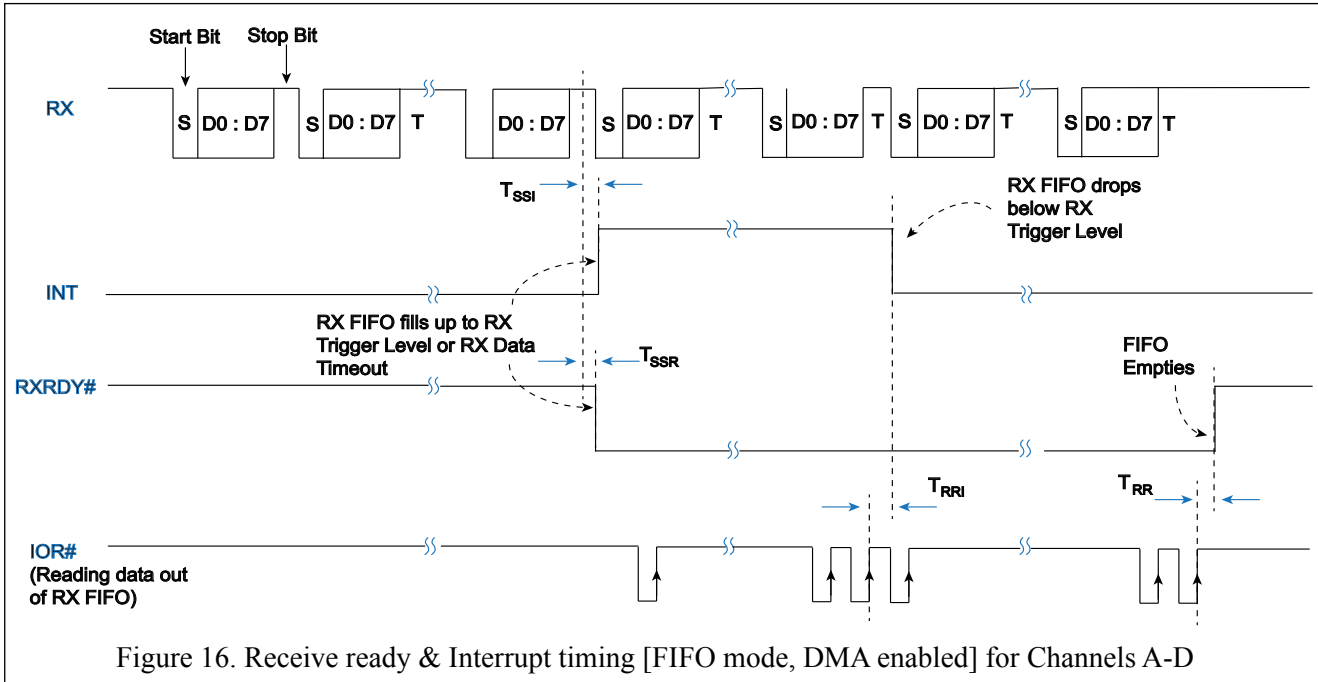 Start Bit
Stop Bit
RX
S D0 : D7
S D0 : D7 T
D0 : D7
S D0 : D7 T
S D0 : D7 T
S D0 : D7 T
S D0 : D7 T
TSSI
RX FIFO drops
below RX
Trigger Level
INT
RX FIFO fills up to RX
Trigger Level or RX Data
Timeout
TSSR
FIFO
Empties
RXRDY#
TRRI
TRR
IOR#
(Reading data out
of RX FIFO)
Figure 16. Receive ready & Interrupt timing [FIFO mode, DMA enabled] for Channels A-D